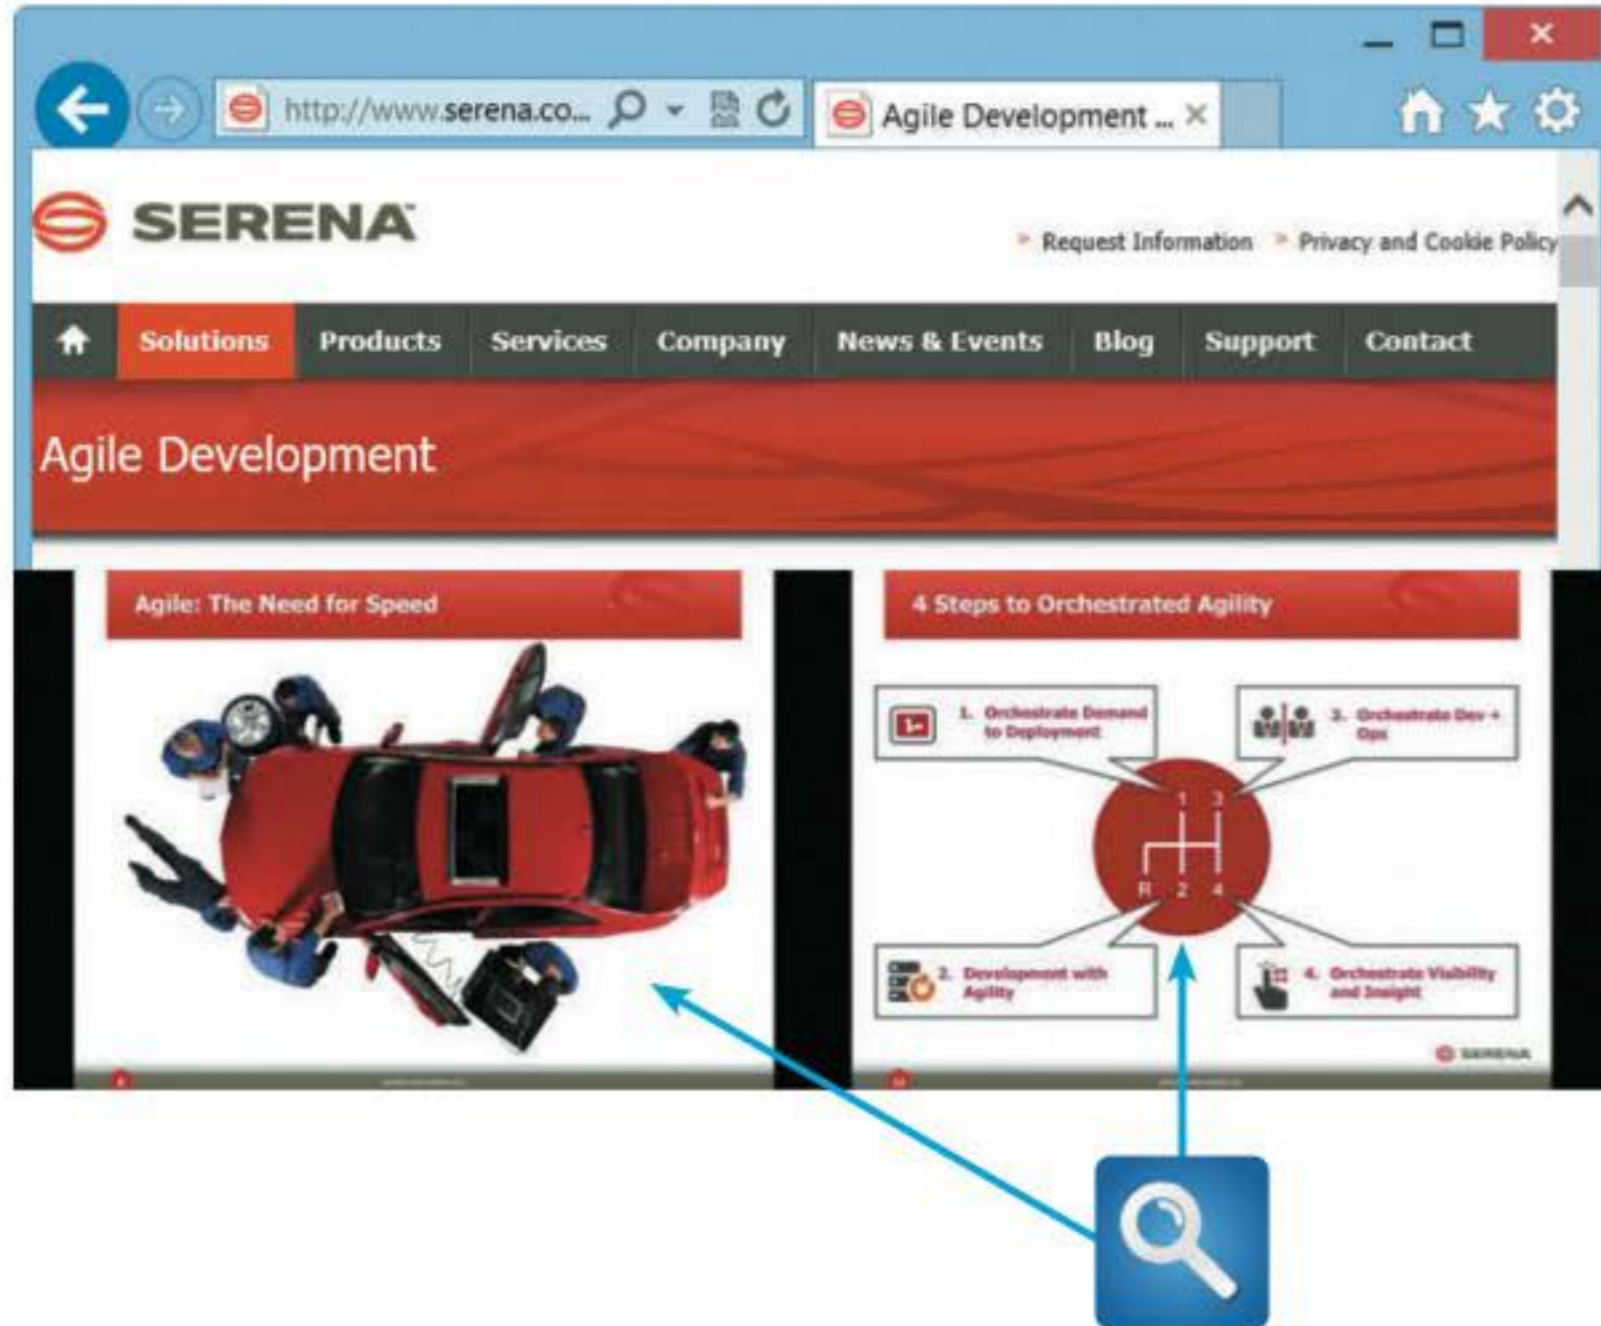 http://www.serena.co...
Agile Development ...
SERENA
Request Information
Privacy and Cookie Policy
Solutions
Products
Services
Company
News & Events
Blog
Support
Contact
Agile Development
Agile: The Need for Speed
4 Steps to Orchestrated Agility
1. Orchestrate Demand
to Deployment
3. Orchestrate Dev +
Ops
1 3
R 2 4
2. Development with
Agility
4. Orchestrate Visibility
and Insight
SERENA